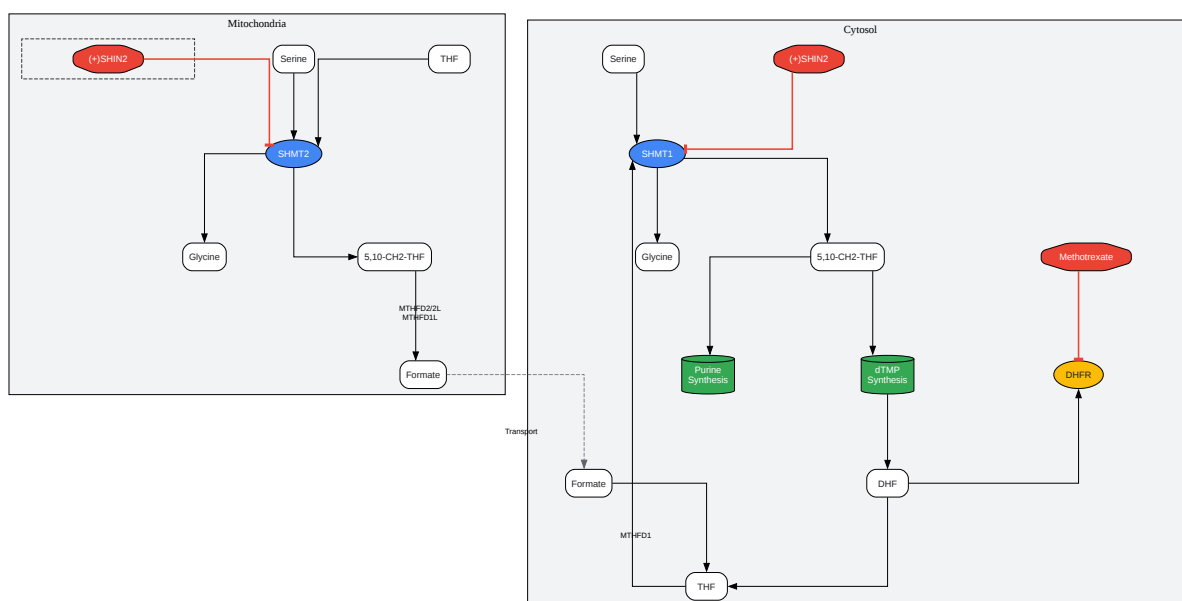 Mitochondria
(+)SHIN2
Serine
THF
SHMT2
Glycine
5,10-CH2-THF
MTHFD2/2L
MTHFD1L
Formate
Transport
Cytosol
Serine
(+)SHIN2
SHMT1
Glycine
5,10-CH2-THF
Methotrexate
Purine
Synthesis
dTMP
Synthesis
DHFR
Formate
DHF
MTHFD1
THF